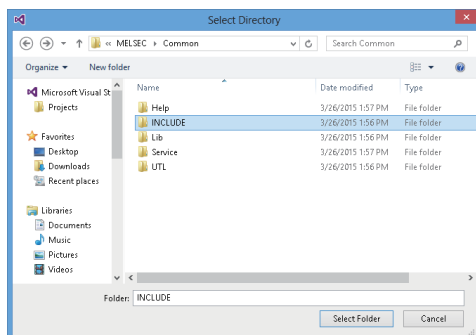 Select Directory
« MELSEC Common
Search Common
Organize New folder
Microsoft Visual St
Projects
Favorites
Desktop
Downloads
Recent places
Libraries
Documents
Music
Pictures
Videos
Name Date modified Type
Help 3/26/2015 1:57 PM File folder
INCLUDE 3/26/2015 1:56 PM File folder
Lib 3/26/2015 1:56 PM File folder
Service 3/26/2015 1:57 PM File folder
UTL 3/26/2015 1:56 PM File folder
Folder: INCLUDE
Select Folder Cancel